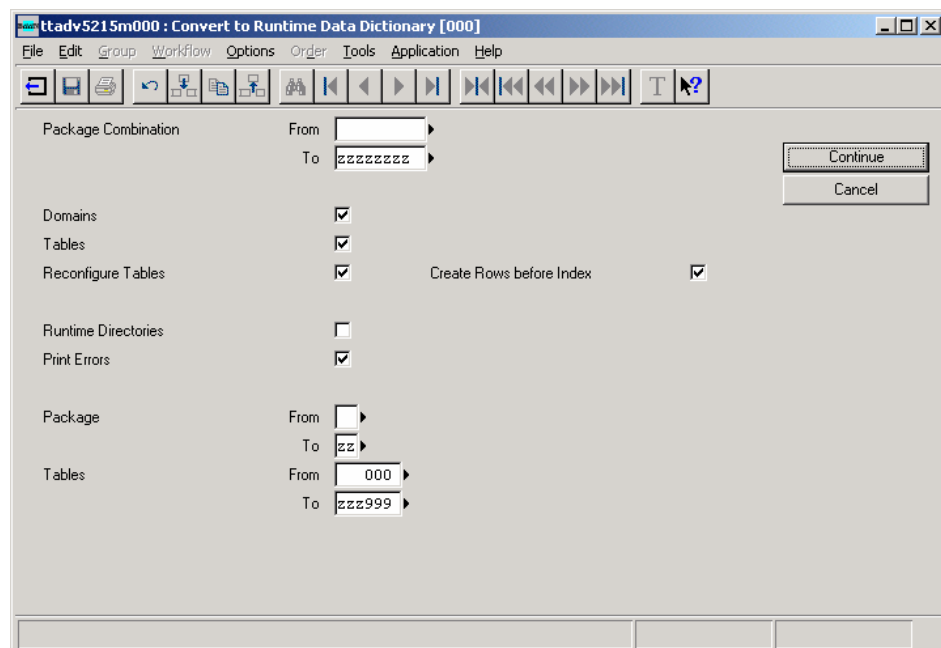 ttadv5215m000 : Convert to Runtime Data Dictionary [000]
File Edit Group Workflow Options Order Tools Application Help
T ?
Package Combination From
To zzzzzzzz
Continue
Cancel
Domains
Tables
Reconfigure Tables Create Rows before Index
Runtime Directories
Print Errors
Package From
To zz
Tables From 000
To zzz999